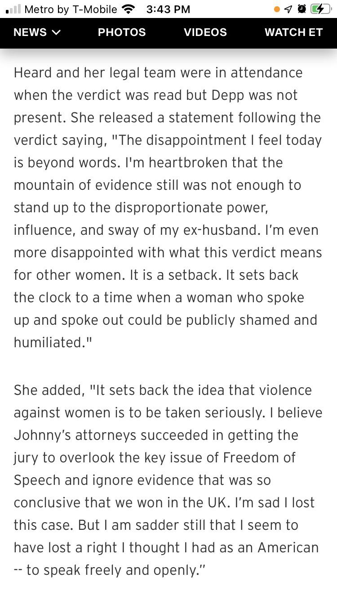 Metro by T-Mobile 3:43 PM
NEWS PHOTOS VIDEOS WATCH ET
Heard and her legal team were in attendance
when the verdict was read but Depp was not
present. She released a statement following the
verdict saying, "The disappointment I feel today
is beyond words. I'm heartbroken that the
mountain of evidence still was not enough to
stand up to the disproportionate power,
influence, and sway of my ex-husband. I’m even
more disappointed with what this verdict means
for other women. It is a setback. It sets back
the clock to a time when a woman who spoke
up and spoke out could be publicly shamed and
humiliated."
She added, "It sets back the idea that violence
against women is to be taken seriously. I believe
Johnny’s attorneys succeeded in getting the
jury to overlook the key issue of Freedom of
Speech and ignore evidence that was so
conclusive that we won in the UK. I’m sad I lost
this case. But I am sadder still that I seem to
have lost a right I thought I had as an American
-- to speak freely and openly.”